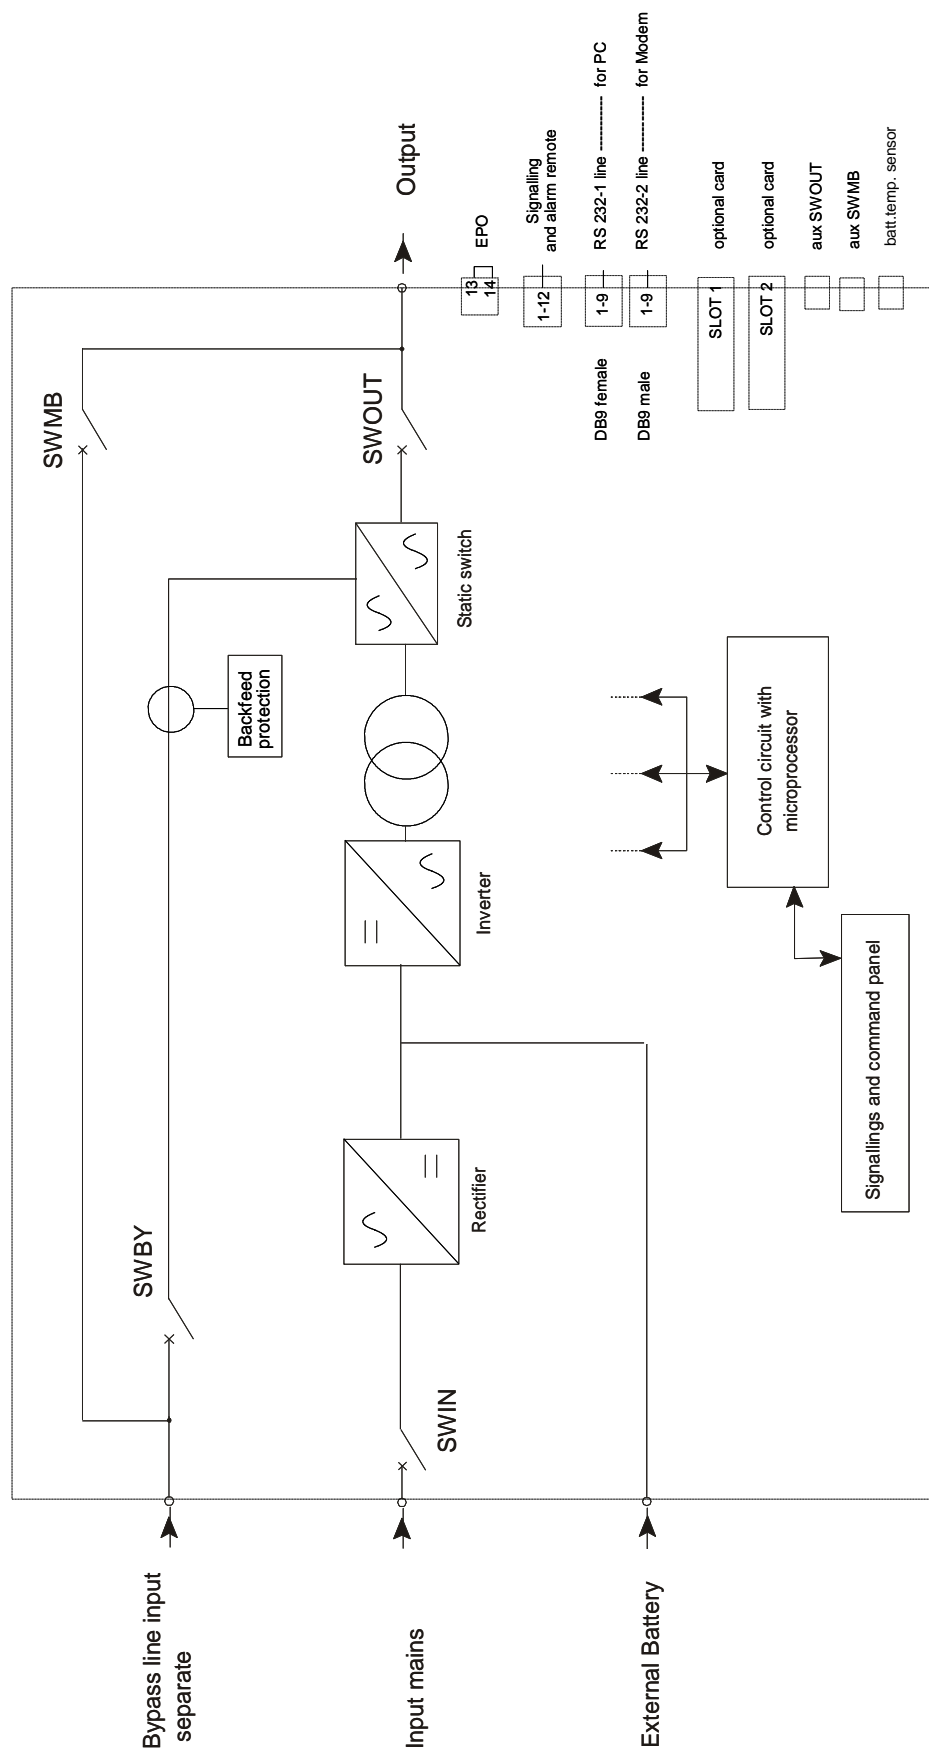 Bypass line input
separate
Input mains
External Battery
SWMB
SWBY
SWIN
SWOUT
Backfeed
protection
Rectifier
Inverter
Static switch
Output
Control circuit with
microprocessor
Signallings and command panel
13
14
EPO
1-12
Signalling
and alarm remote
DB9 female
1-9
RS 232-1 line ---------- for PC
DB9 male
1-9
RS 232-2 line ---------- for Modem
SLOT 1
optional card
SLOT 2
optional card
aux SWOUT
aux SWMB
batt.temp. sensor